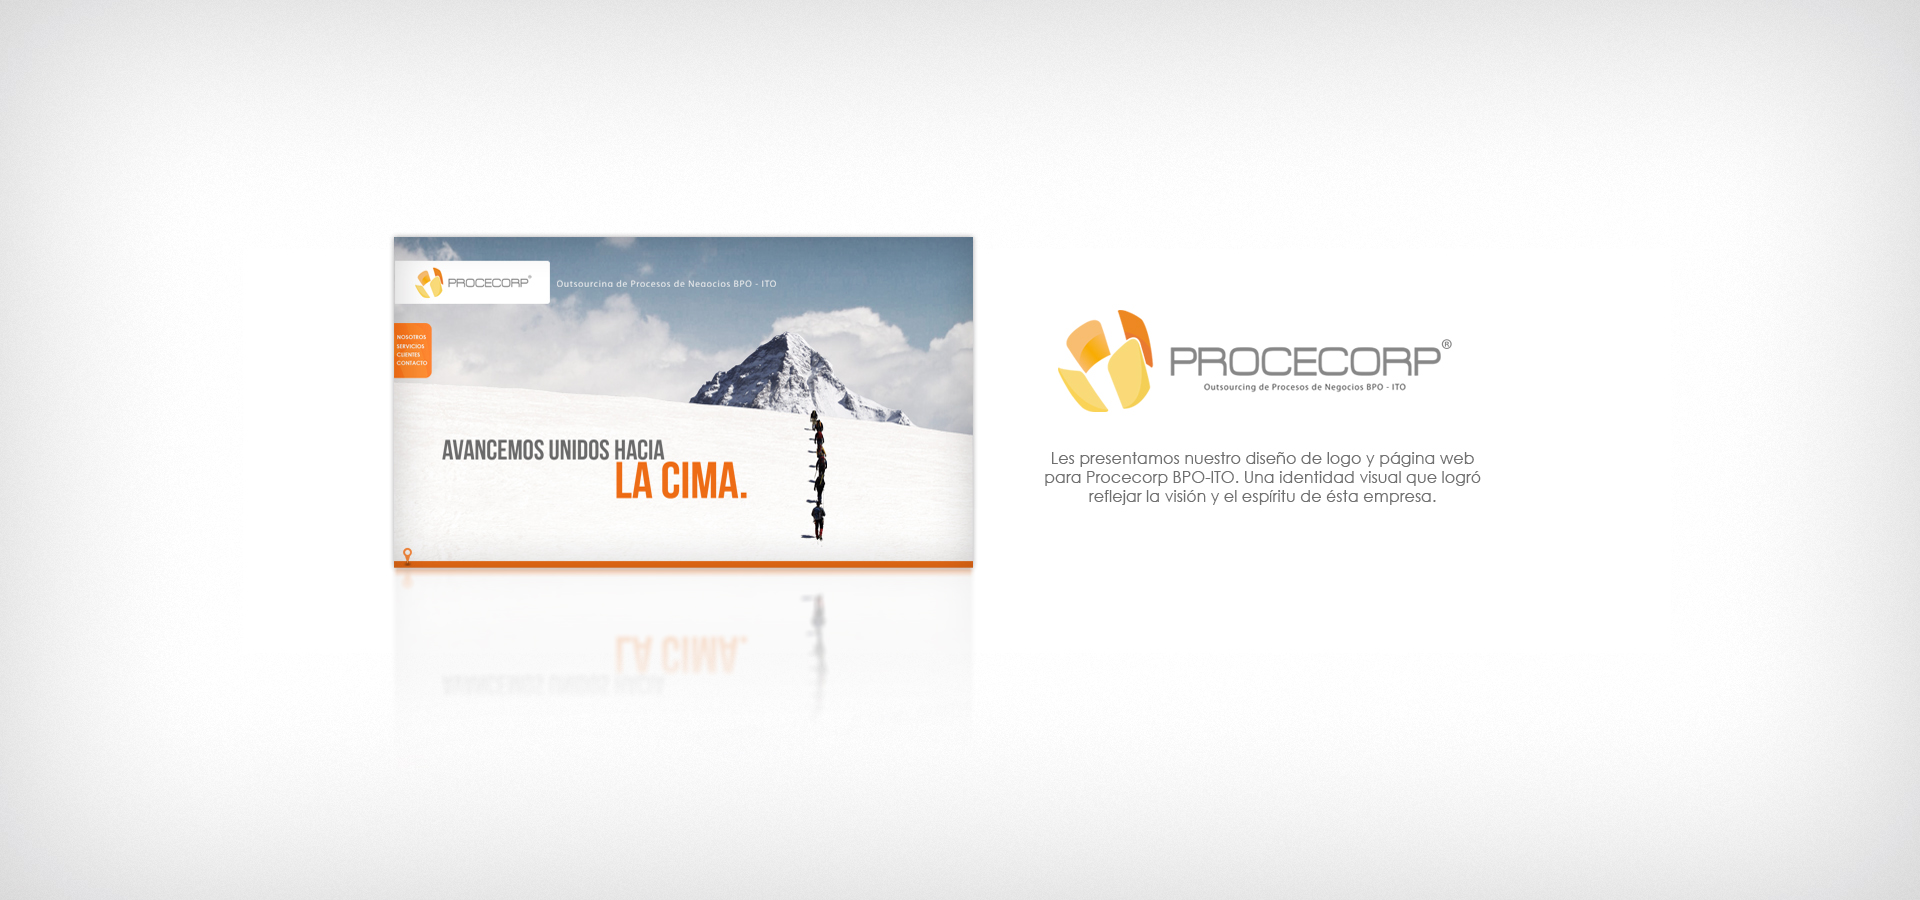 PROCECORP®
Outsourcing de Procesos de Negocios BPO - ITO
NOSOTROS
SERVICIOS
CLIENTES
CONTACTO
AVANCEMOS UNIDOS HACIA
LA CIMA.
PROCECORP®
Outsourcing de Procesos de Negocios BPO - ITO
Les presentamos nuestro diseño de logo y página web
para Procecorp BPO-ITO. Una identidad visual que logró
reflejar la visión y el espíritu de ésta empresa.